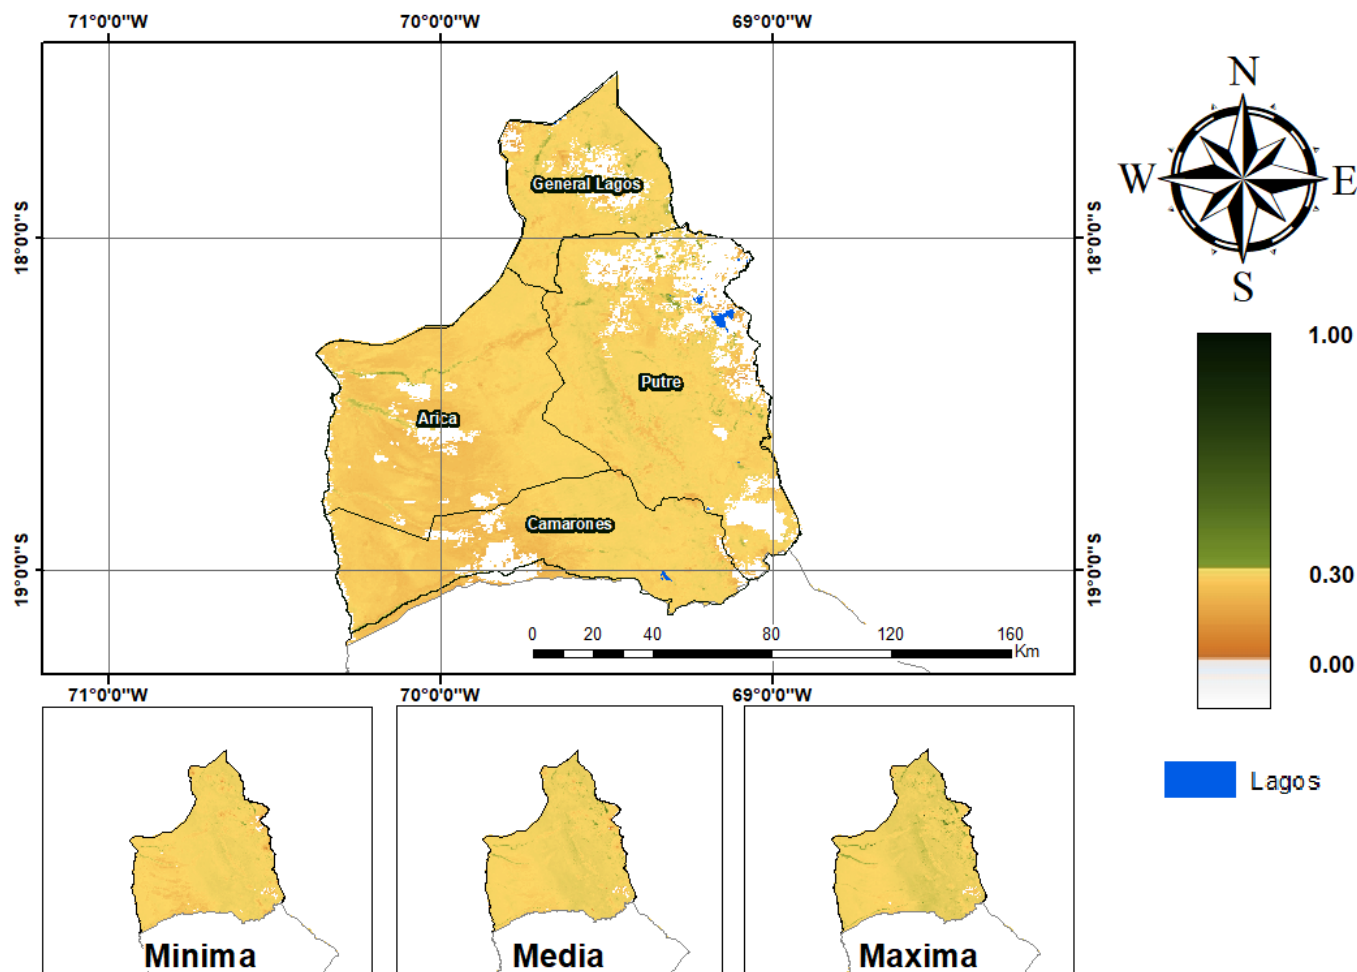 71°0'0"W 70°0'0"W 69°0'0"W
N
W E
S
General Lagos
18°0'0"S 18°0'0"S
Putre
Arica
1.00
Camarones
19°0'0"S 19°0'0"S
0.30
0 20 40 80 120 160
Km
0.00
71°0'0"W 70°0'0"W 69°0'0"W
Lagos
Minima Media Maxima